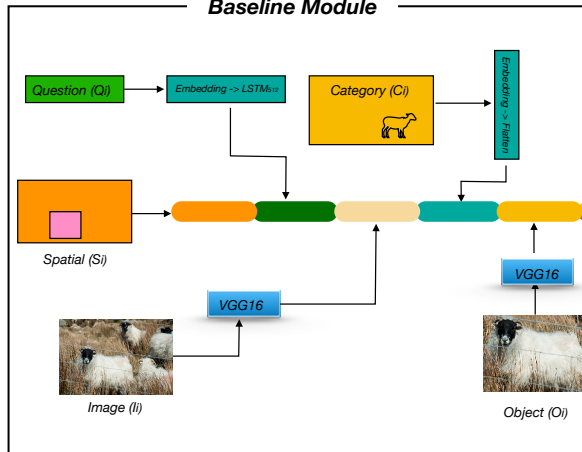 Baseline Module
Question (Qi)
Embedding -> LSTM512
Category (Ci)
Embedding -> Flatten
Spatial (Si)
VGG16
VGG16
Image (Ii)
Object (Oi)